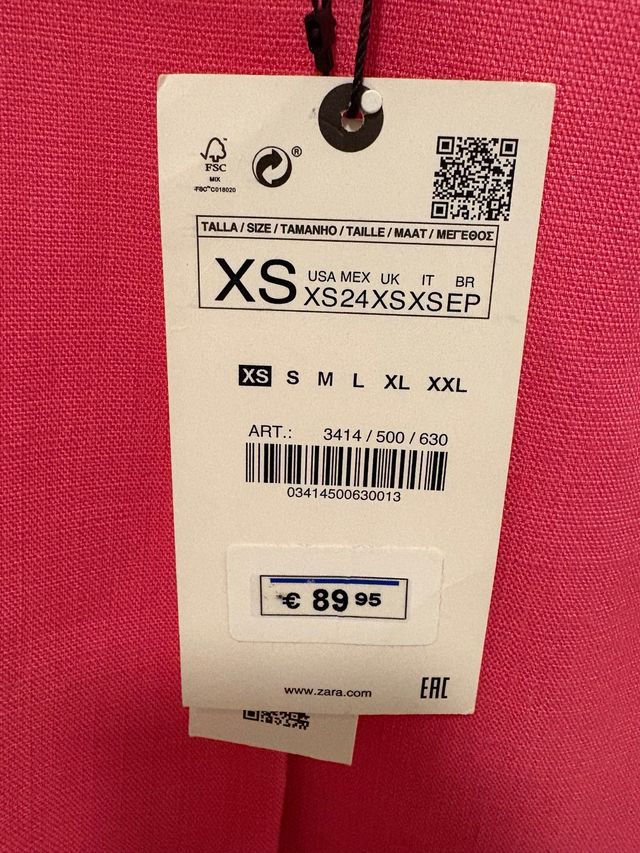 FSC
MIX
FSC™ C018020
®
TALLA / SIZE / TAMANHO / TAILLE / MAAT / ΜΕΓΕΘΟΣ
XS
USA MEX UK IT BR
XS 24 XS XS EP
XS S M L XL XXL
ART.: 3414 / 500 / 630
03414500630013
€ 89 95
www.zara.com
EAC